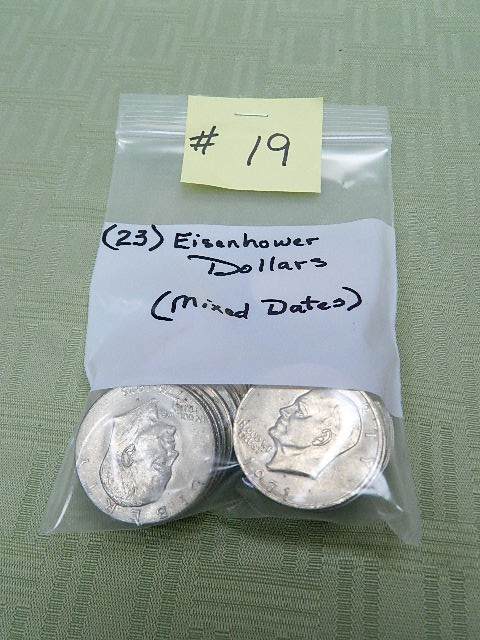 # 19
(23) Eisenhower
Dollars
(Mixed Dates)